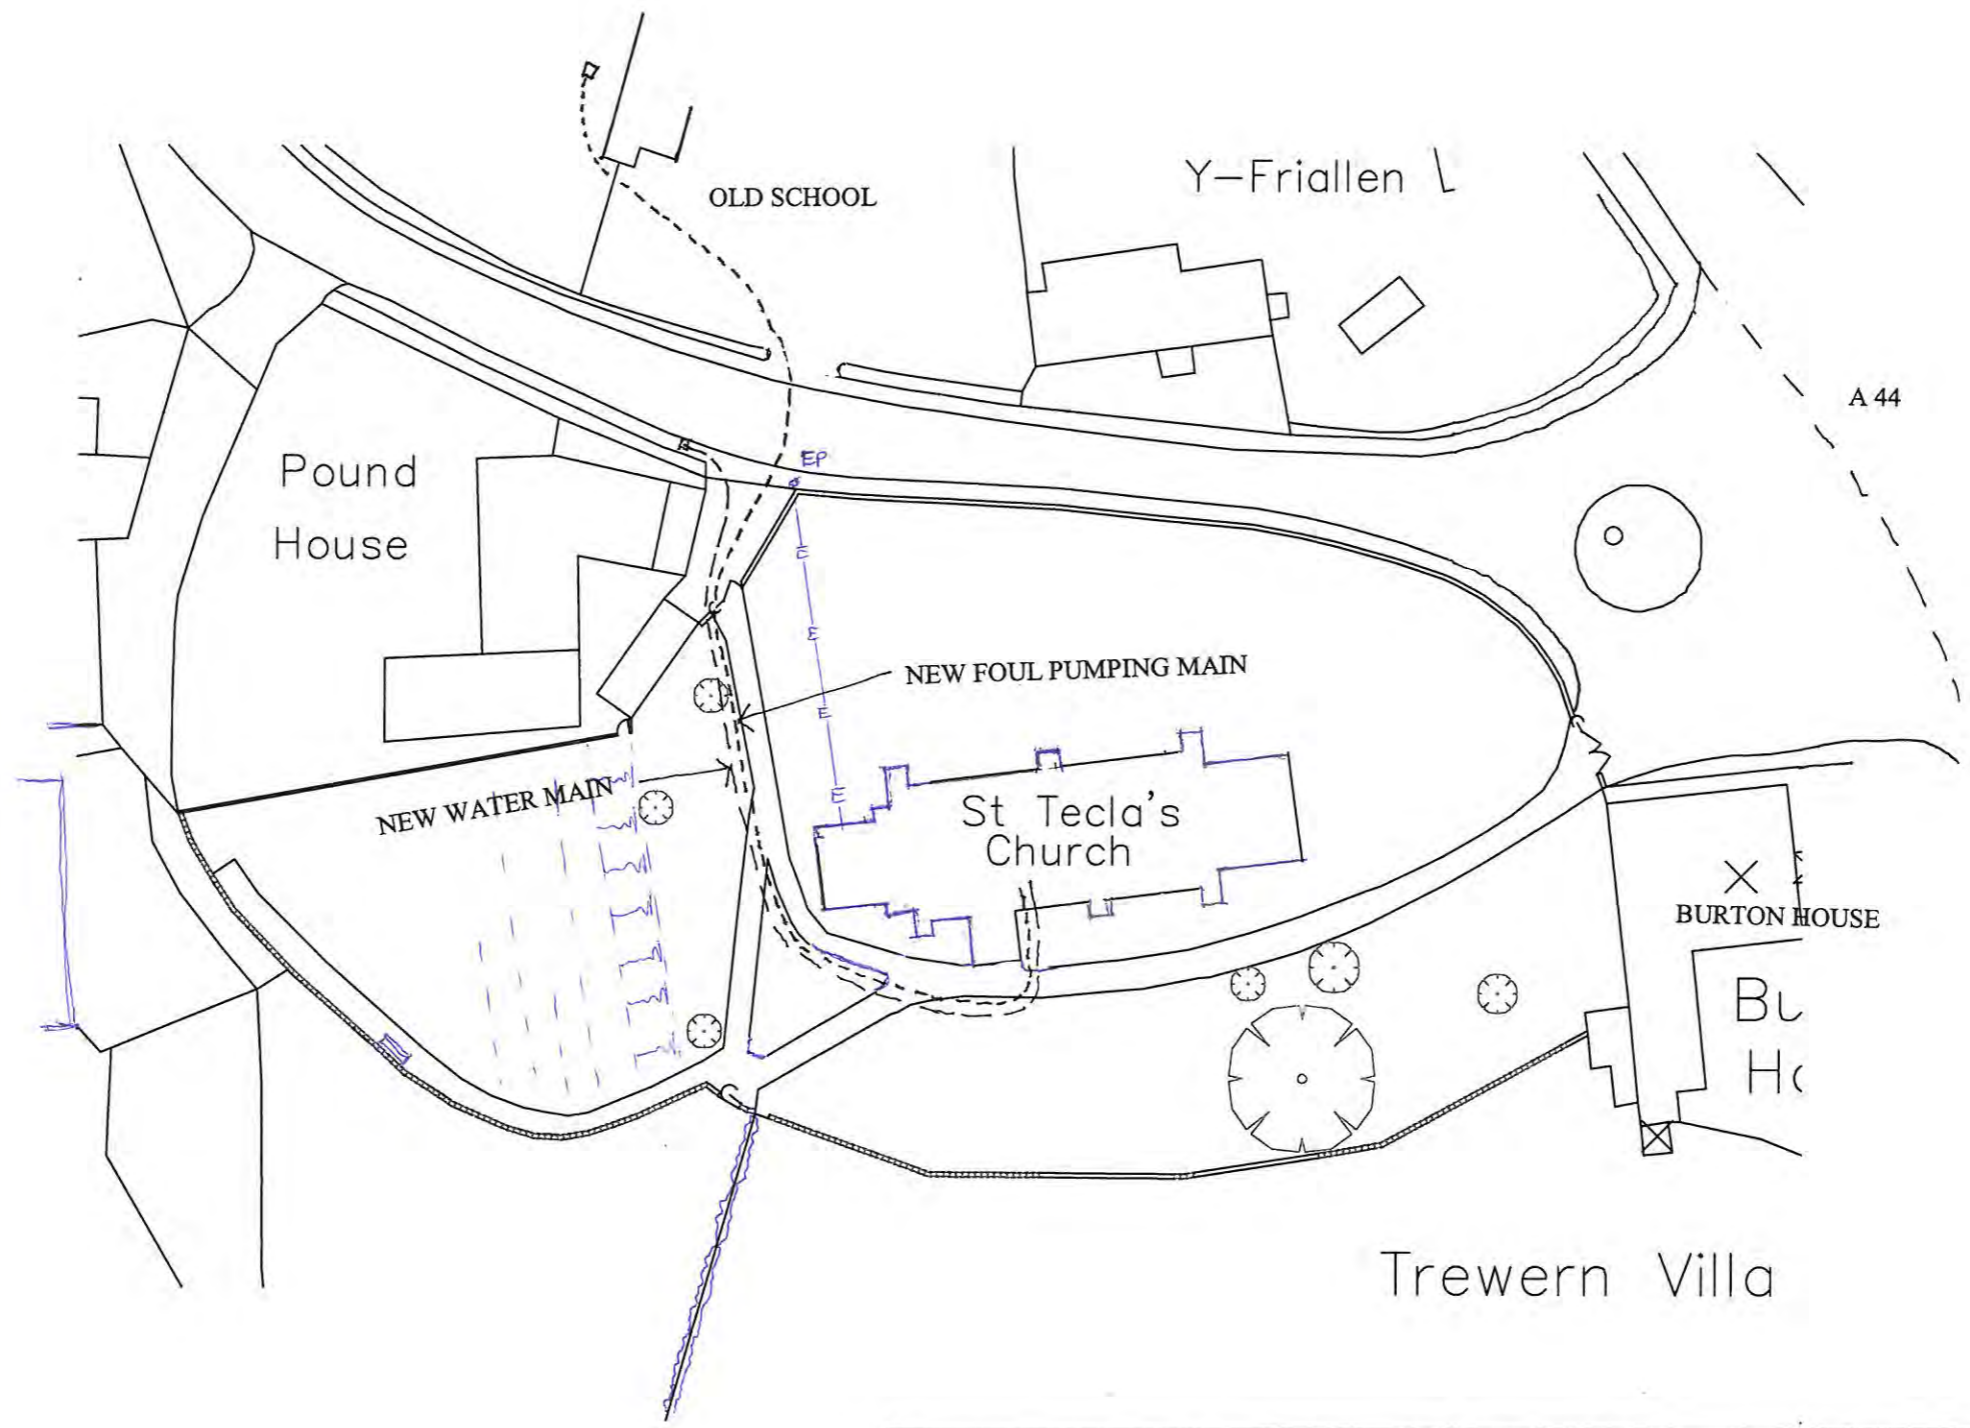 OLD SCHOOL
Y-Friallen
A 44
Pound
House
EP
E
E
E
E
NEW FOUL PUMPING MAIN
NEW WATER MAIN
St Tecla's
Church
BURTON HOUSE
Trewern Villa